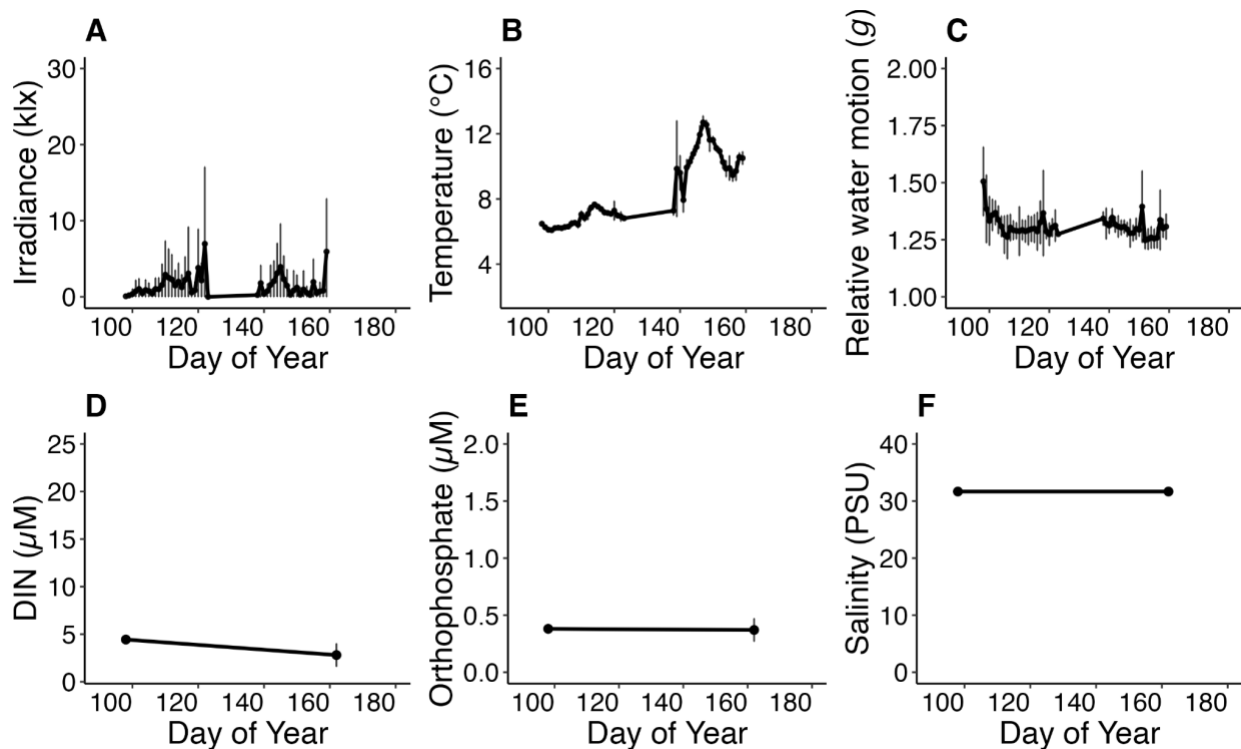 A
Irradiance (klx)
30
20
10
0
100 120 140 160 180
Day of Year
B
Temperature (°C)
16
12
8
4
100 120 140 160 180
Day of Year
C
Relative water motion (g)
2.00
1.75
1.50
1.25
1.00
100 120 140 160 180
Day of Year
D
DIN (µM)
25
20
15
10
5
0
100 120 140 160 180
Day of Year
E
Orthophosphate (µM)
2.0
1.5
1.0
0.5
0.0
100 120 140 160 180
Day of Year
F
Salinity (PSU)
40
30
20
10
0
100 120 140 160 180
Day of Year